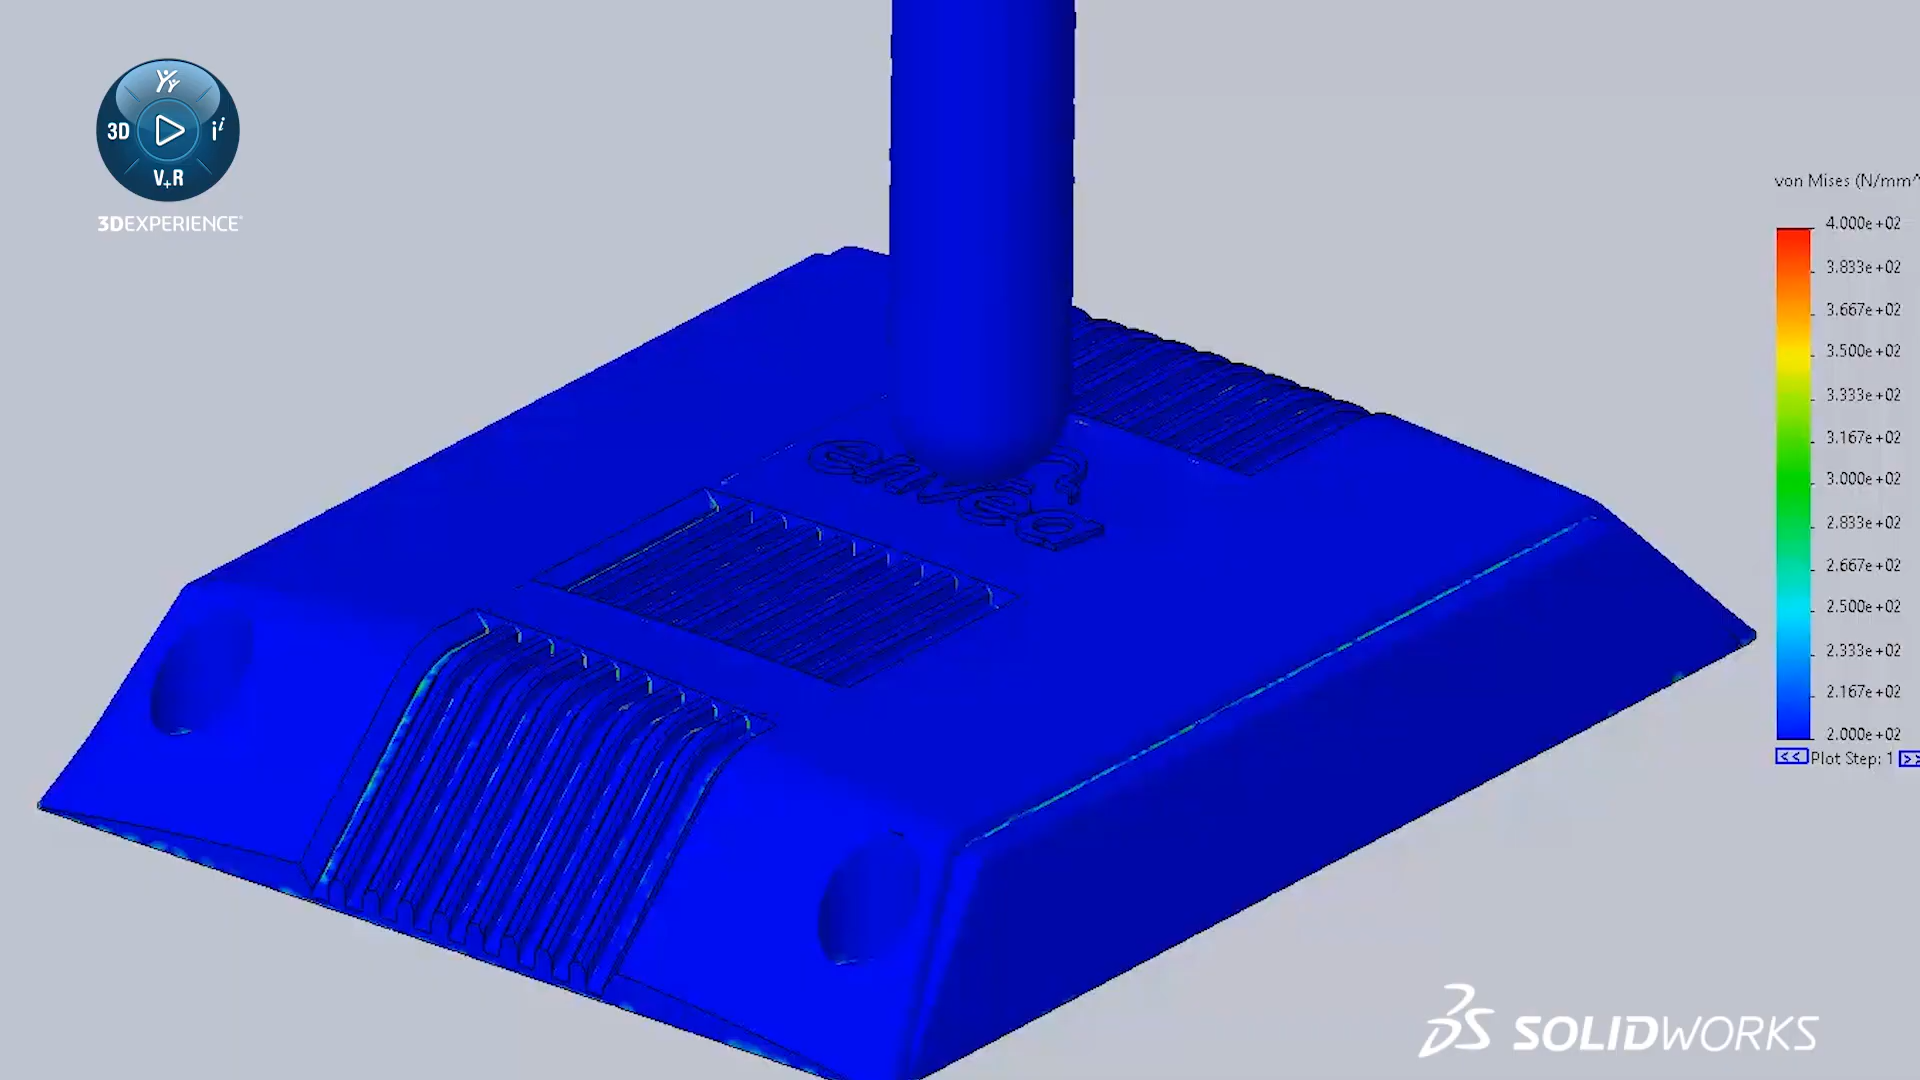 3D
V+R
i
3DEXPERIENCE
von Mises (N/mm^
4.000e+02
3.833e+02
3.667e+02
3.500e+02
3.333e+02
3.167e+02
3.000e+02
2.833e+02
2.667e+02
2.500e+02
2.333e+02
2.167e+02
2.000e+02
<< Plot Step: 1 >>
SOLIDWORKS